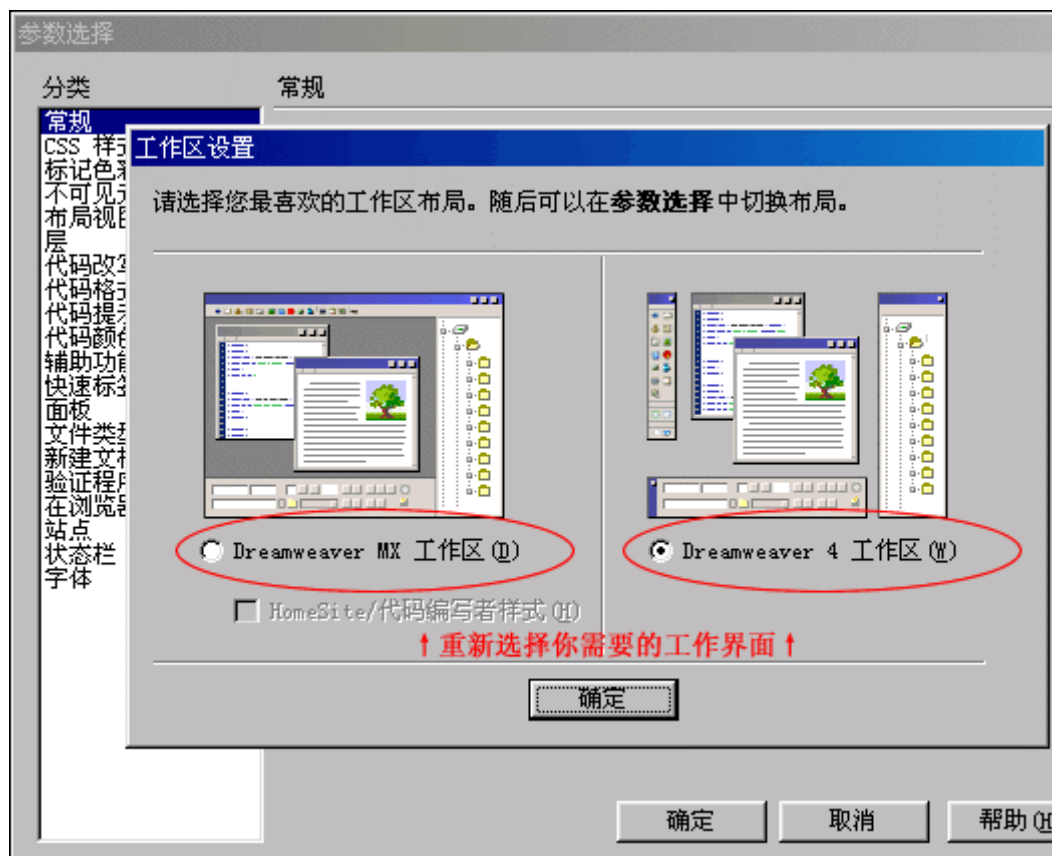 参数选择
分类
常规
常规
CSS 样
标记色
不可见
布局视
层
代码改
代码格
代码提
代码颜
辅助功
快速标
面板
文件类
新建文
验证程
在浏览
站点
状态栏
字体
工作区设置
请选择您最喜欢的工作区布局。随后可以在参数选择中切换布局。
Dreamweaver MX 工作区(D)
Dreamweaver 4 工作区(W)
HomeSite/代码编写者样式(H)
↑重新选择你需要的工作界面↑
确定
确定
取消
帮助(H